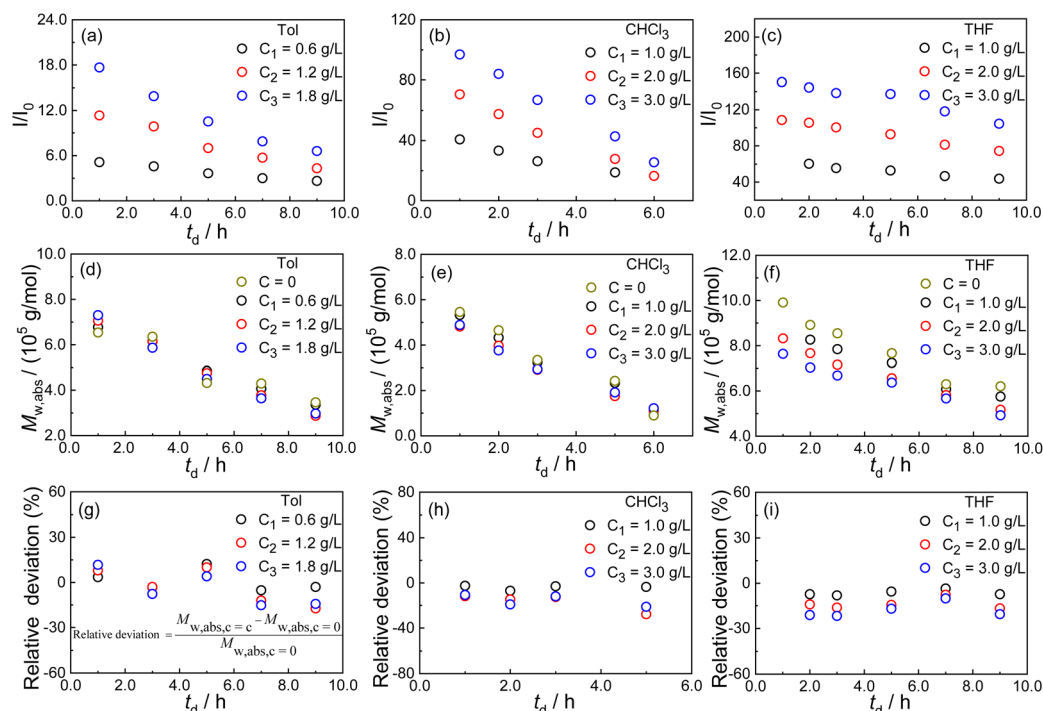 (a) Tol
C1 = 0.6 g/L
C2 = 1.2 g/L
C3 = 1.8 g/L
I/I0
24.0
18.0
12.0
6.0
0.0
0.0 2.0 4.0 6.0 8.0 10.0
td / h
(b) CHCl3
C1 = 1.0 g/L
C2 = 2.0 g/L
C3 = 3.0 g/L
I/I0
120
80
40
0
0.0 2.0 4.0 6.0
td / h
(c) THF
C1 = 1.0 g/L
C2 = 2.0 g/L
C3 = 3.0 g/L
I/I0
200
160
120
80
40
0.0 2.0 4.0 6.0 8.0 10.0
td / h
(d) Tol
C = 0
C1 = 0.6 g/L
C2 = 1.2 g/L
C3 = 1.8 g/L
Mw,abs / (10^5 g/mol)
10.0
8.0
6.0
4.0
2.0
0.0 2.0 4.0 6.0 8.0 10.0
td / h
(e) CHCl3
C = 0
C1 = 1.0 g/L
C2 = 2.0 g/L
C3 = 3.0 g/L
Mw,abs / (10^5 g/mol)
8.0
6.0
4.0
2.0
0.0
0.0 2.0 4.0 6.0
td / h
(f) THF
C = 0
C1 = 1.0 g/L
C2 = 2.0 g/L
C3 = 3.0 g/L
Mw,abs / (10^5 g/mol)
12.0
10.0
8.0
6.0
4.0
0.0 2.0 4.0 6.0 8.0 10.0
td / h
(g) Tol
C1 = 0.6 g/L
C2 = 1.2 g/L
C3 = 1.8 g/L
Relative deviation = (Mw,abs,c = c - Mw,abs,c = 0) / Mw,abs,c = 0
Relative deviation (%)
60
30
0
-30
-60
0.0 2.0 4.0 6.0 8.0 10.0
td / h
(h) CHCl3
C1 = 1.0 g/L
C2 = 2.0 g/L
C3 = 3.0 g/L
Relative deviation (%)
80
40
0
-40
-80
0.0 2.0 4.0 6.0
td / h
(i) THF
C1 = 1.0 g/L
C2 = 2.0 g/L
C3 = 3.0 g/L
Relative deviation (%)
60
30
0
-30
-60
0.0 2.0 4.0 6.0 8.0 10.0
td / h